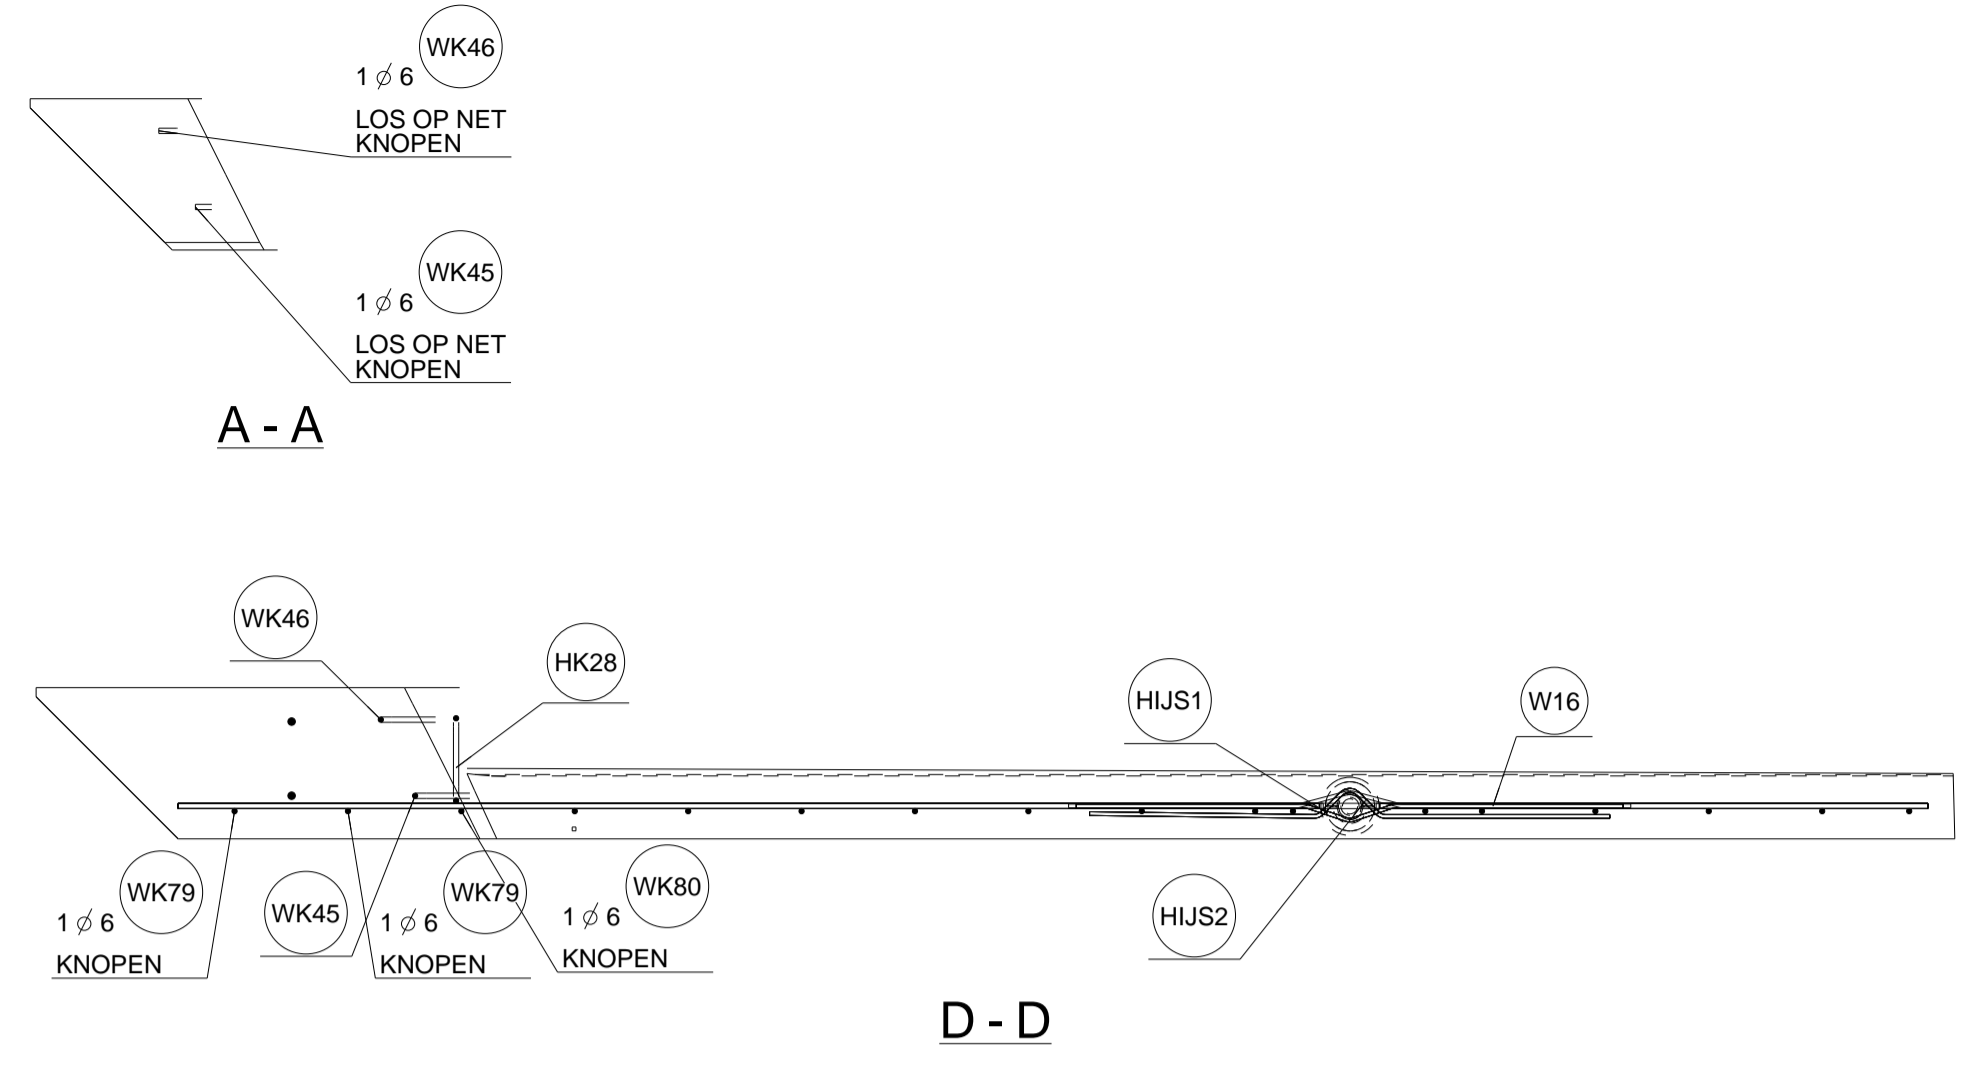 WK46
1 ⌀ 6
LOS OP NET
KNOPEN
WK45
1 ⌀ 6
LOS OP NET
KNOPEN
A - A
WK46
HK28
HIJS1
W16
WK79
1 ⌀ 6
KNOPEN
WK45
WK79
1 ⌀ 6
KNOPEN
WK80
1 ⌀ 6
KNOPEN
HIJS2
D - D